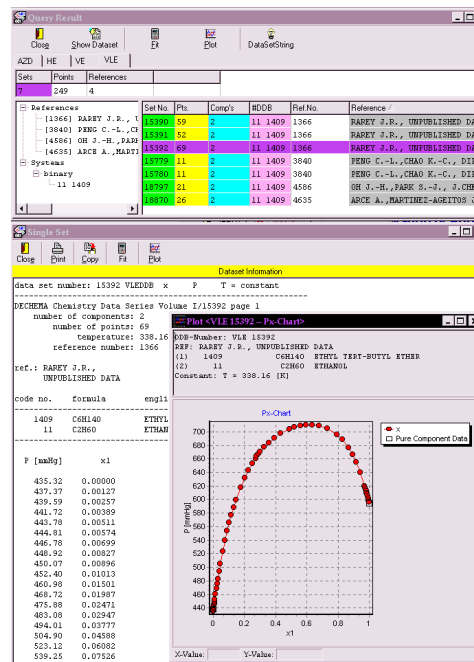 Query Result
Close Show Dataset Fit Plot DataSetString
AZD HE VE VLE
Sets Points References
7 249 4
References
[1366] RAREY J.R., U
[3840] PENG C.-L.,CH
[4586] OH J.-H.,PARK
[4635] ARCE A.,MARTI
Systems
binary
11 1409
Set No. Pts. Comp's #DDB Ref.No. Reference
15390 59 2 11 1409 1366 RAREY J.R., UNPUBLISHED DA
15391 52 2 11 1409 1366 RAREY J.R., UNPUBLISHED DA
15392 69 2 11 1409 1366 RAREY J.R., UNPUBLISHED DA
15779 11 2 11 1409 3840 PENG C.-L.,CHAO K.-C., DIE
15780 11 2 11 1409 3840 PENG C.-L.,CHAO K.-C., DIE
18797 21 2 11 1409 4586 OH J.-H.,PARK S.-J., J.CHE
18870 26 2 11 1409 4635 ARCE A.,MARTINEZ-AGEITOS J
Single Set
Close Print Copy Fit Plot
Dataset Information
data set number: 15392 VLEDDB x P T = constant
DECHEMA Chemistry Data Series Volume I/15392 page 1
number of components: 2
number of points: 69
temperature: 338.16
reference number: 1366
ref.: RAREY J.R.,
UNPUBLISHED DATA
code no. formula engli
1409 C6H14O ETHYL
11 C2H6O ETHAN
P [mmHg] x1
435.32 0.00000
437.37 0.00127
439.59 0.00257
441.72 0.00389
443.78 0.00511
444.81 0.00574
446.78 0.00699
448.92 0.00827
450.07 0.00896
452.40 0.01013
460.98 0.01501
468.72 0.01987
475.88 0.02471
483.08 0.02947
494.01 0.03777
504.90 0.04588
523.12 0.06082
539.25 0.07526
Plot <VLE 15392 – Px-Chart>
DDB-Number: VLE 15392
REF: RAREY J.R., UNPUBLISHED DATA
(1) 1409 C6H14O ETHYL TERT-BUTYL ETHER
(2) 11 C2H6O ETHANOL
Constant: T = 338.16 [K]
Px-Chart
P [mmHg]
700
680
660
640
620
600
580
560
540
520
500
480
460
440
0 0.2 0.4 0.6 0.8 1
x1
x
Pure Component Data
X-Value: Y-Value: